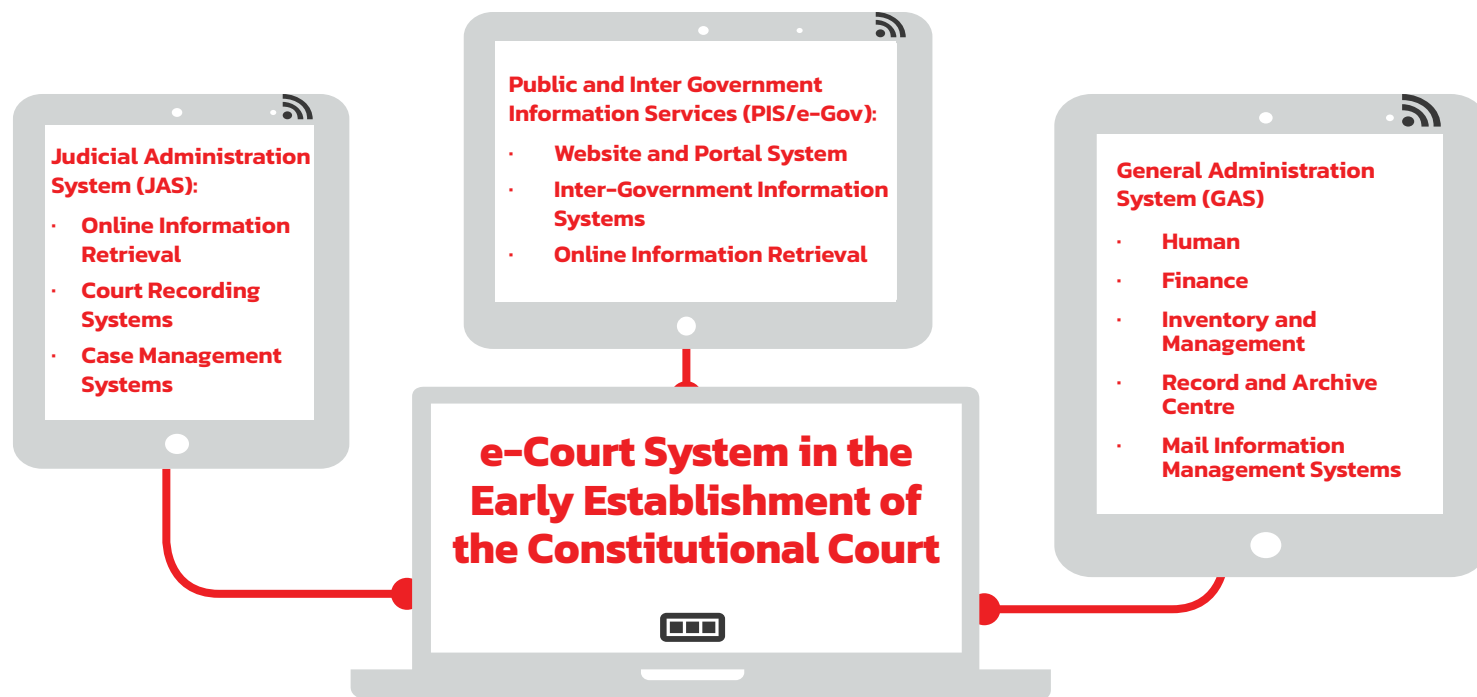 Judicial Administration
System (JAS):
· Online Information
Retrieval
· Court Recording
Systems
· Case Management
Systems
Public and Inter Government
Information Services (PIS/e-Gov):
· Website and Portal System
· Inter-Government Information
Systems
· Online Information Retrieval
General Administration
System (GAS)
· Human
· Finance
· Inventory and
Management
· Record and Archive
Centre
· Mail Information
Management Systems
e-Court System in the
Early Establishment of
the Constitutional Court